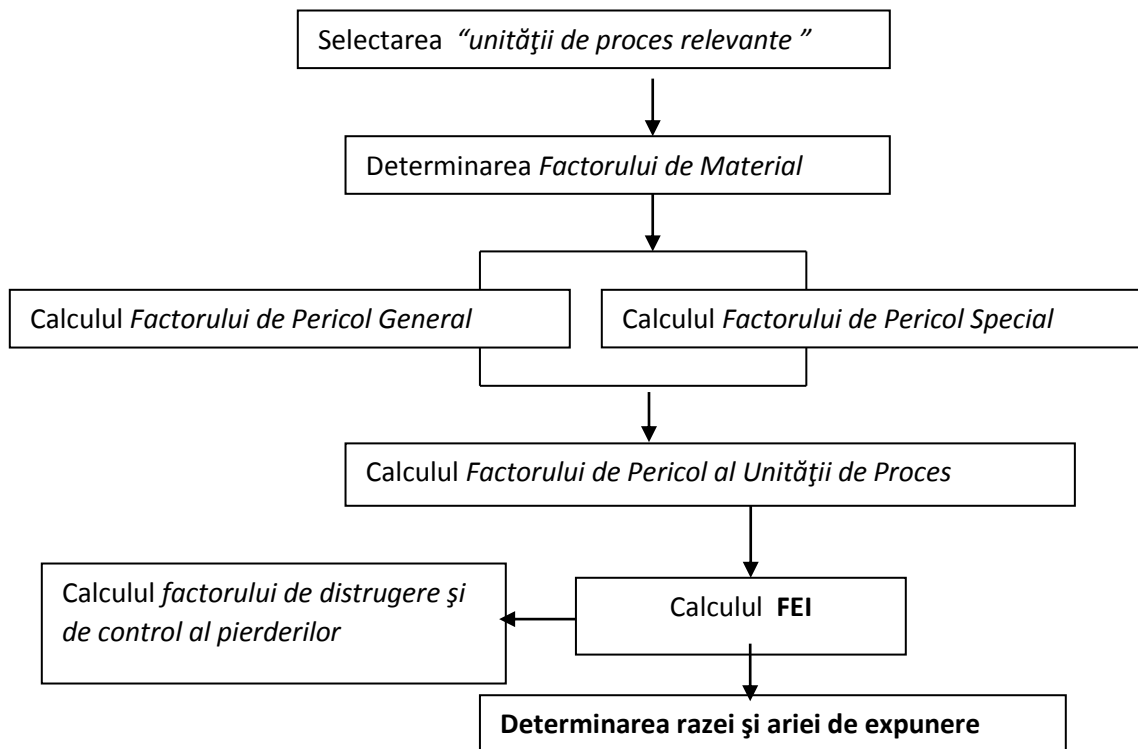 Selectarea “unităţii de proces relevante ”
Determinarea Factorului de Material
Calculul Factorului de Pericol General
Calculul Factorului de Pericol Special
Calculul Factorului de Pericol al Unităţii de Proces
Calculul factorului de distrugere şi
de control al pierderilor
Calculul FEI
Determinarea razei şi ariei de expunere